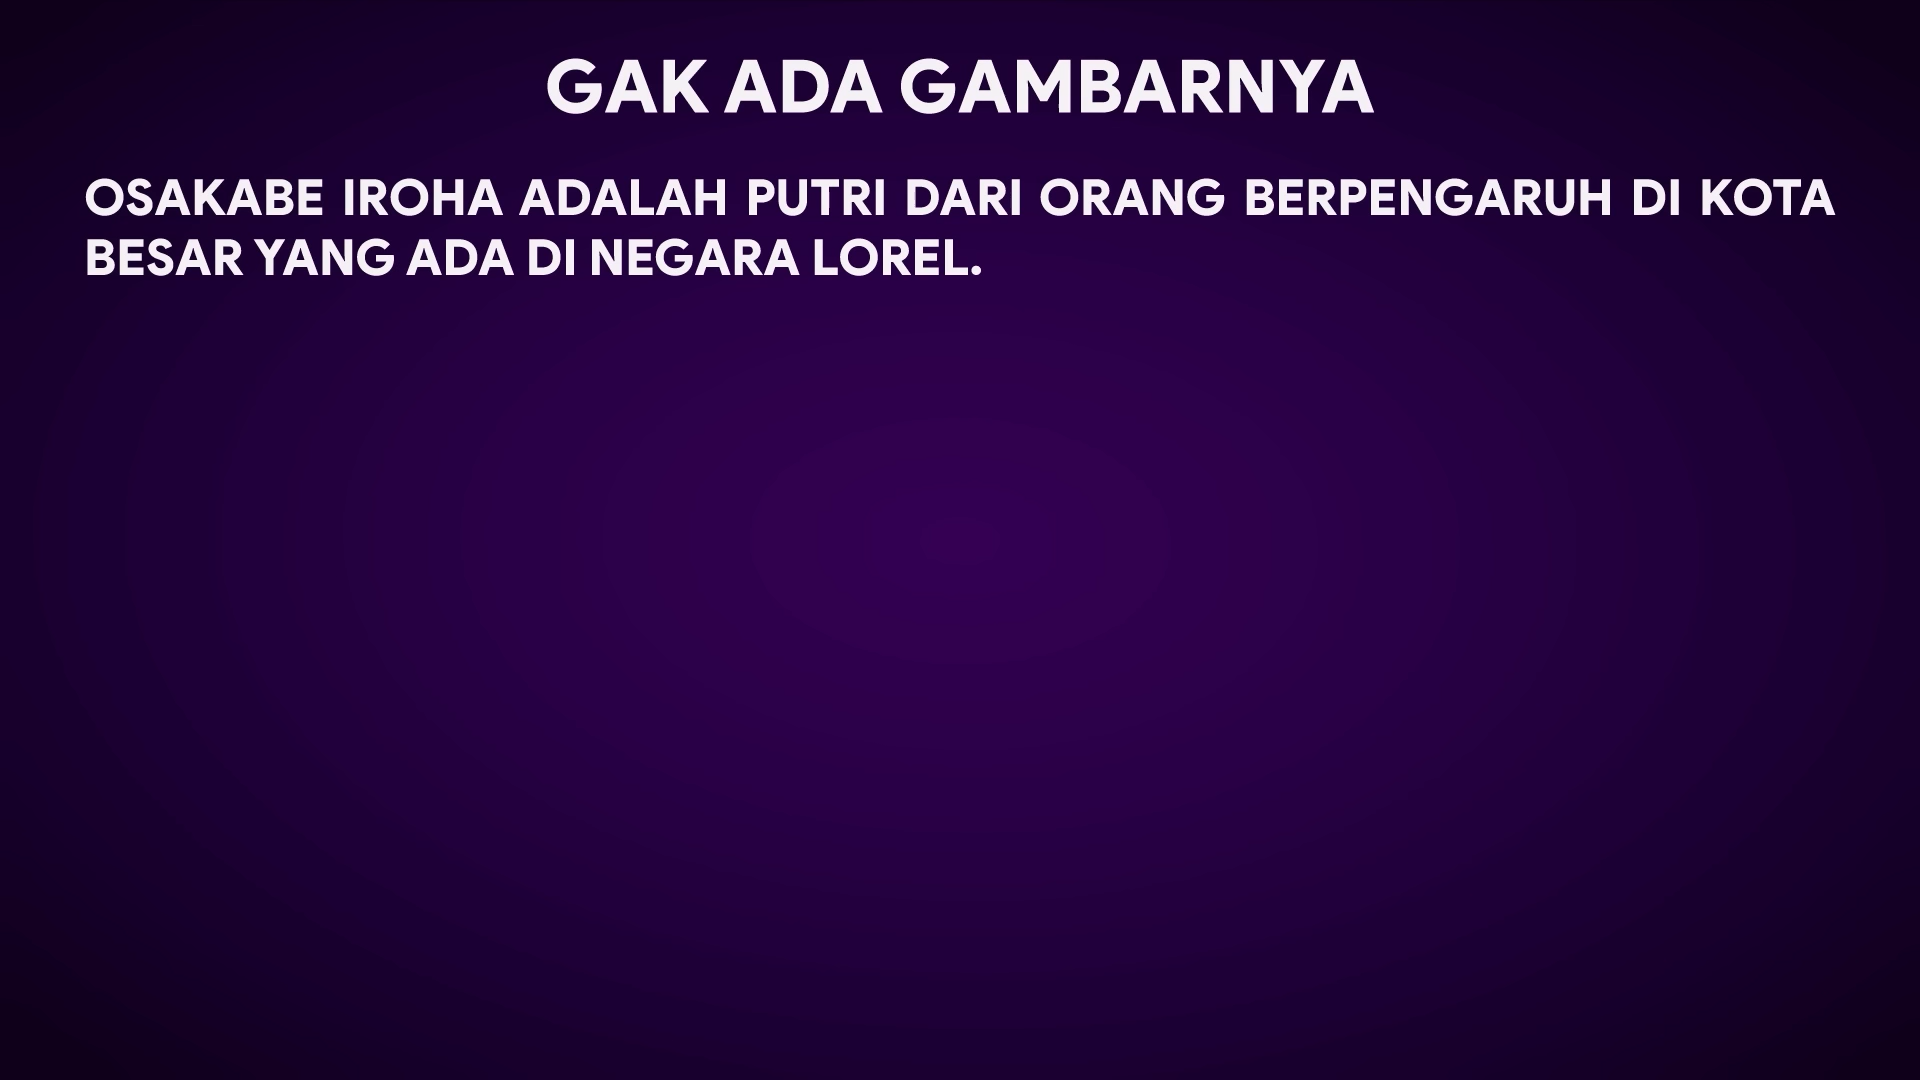 GAK ADA GAMBARNYA
OSAKABE IROHA ADALAH PUTRI DARI ORANG BERPENGARUH DI KOTA
BESAR YANG ADA DI NEGARA LOREL.